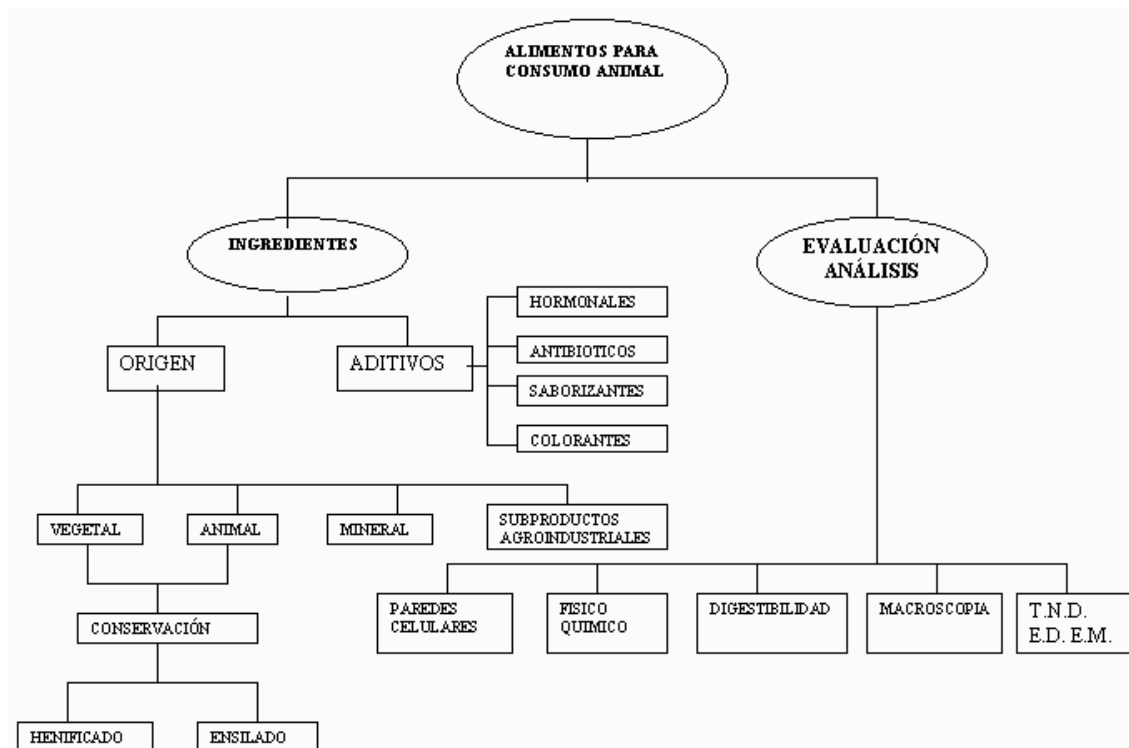 ALIMENTOS PARA
CONSUMO ANIMAL
INGREDIENTES
EVALUACIÓN
ANÁLISIS
HORMONALES
ORIGEN
ADITIVOS
ANTIBIOTICOS
SABORIZANTES
COLORANTES
VEGETAL
ANIMAL
MINERAL
SUBPRODUCTOS
AGROINDUSTRIALES
PAREDES
CELULARES
FISICO
QUIMICO
DIGESTIBILIDAD
MACROSCOPIA
T.N.D.
E.D. E.M.
CONSERVACIÓN
HENIFICADO
ENSILADO